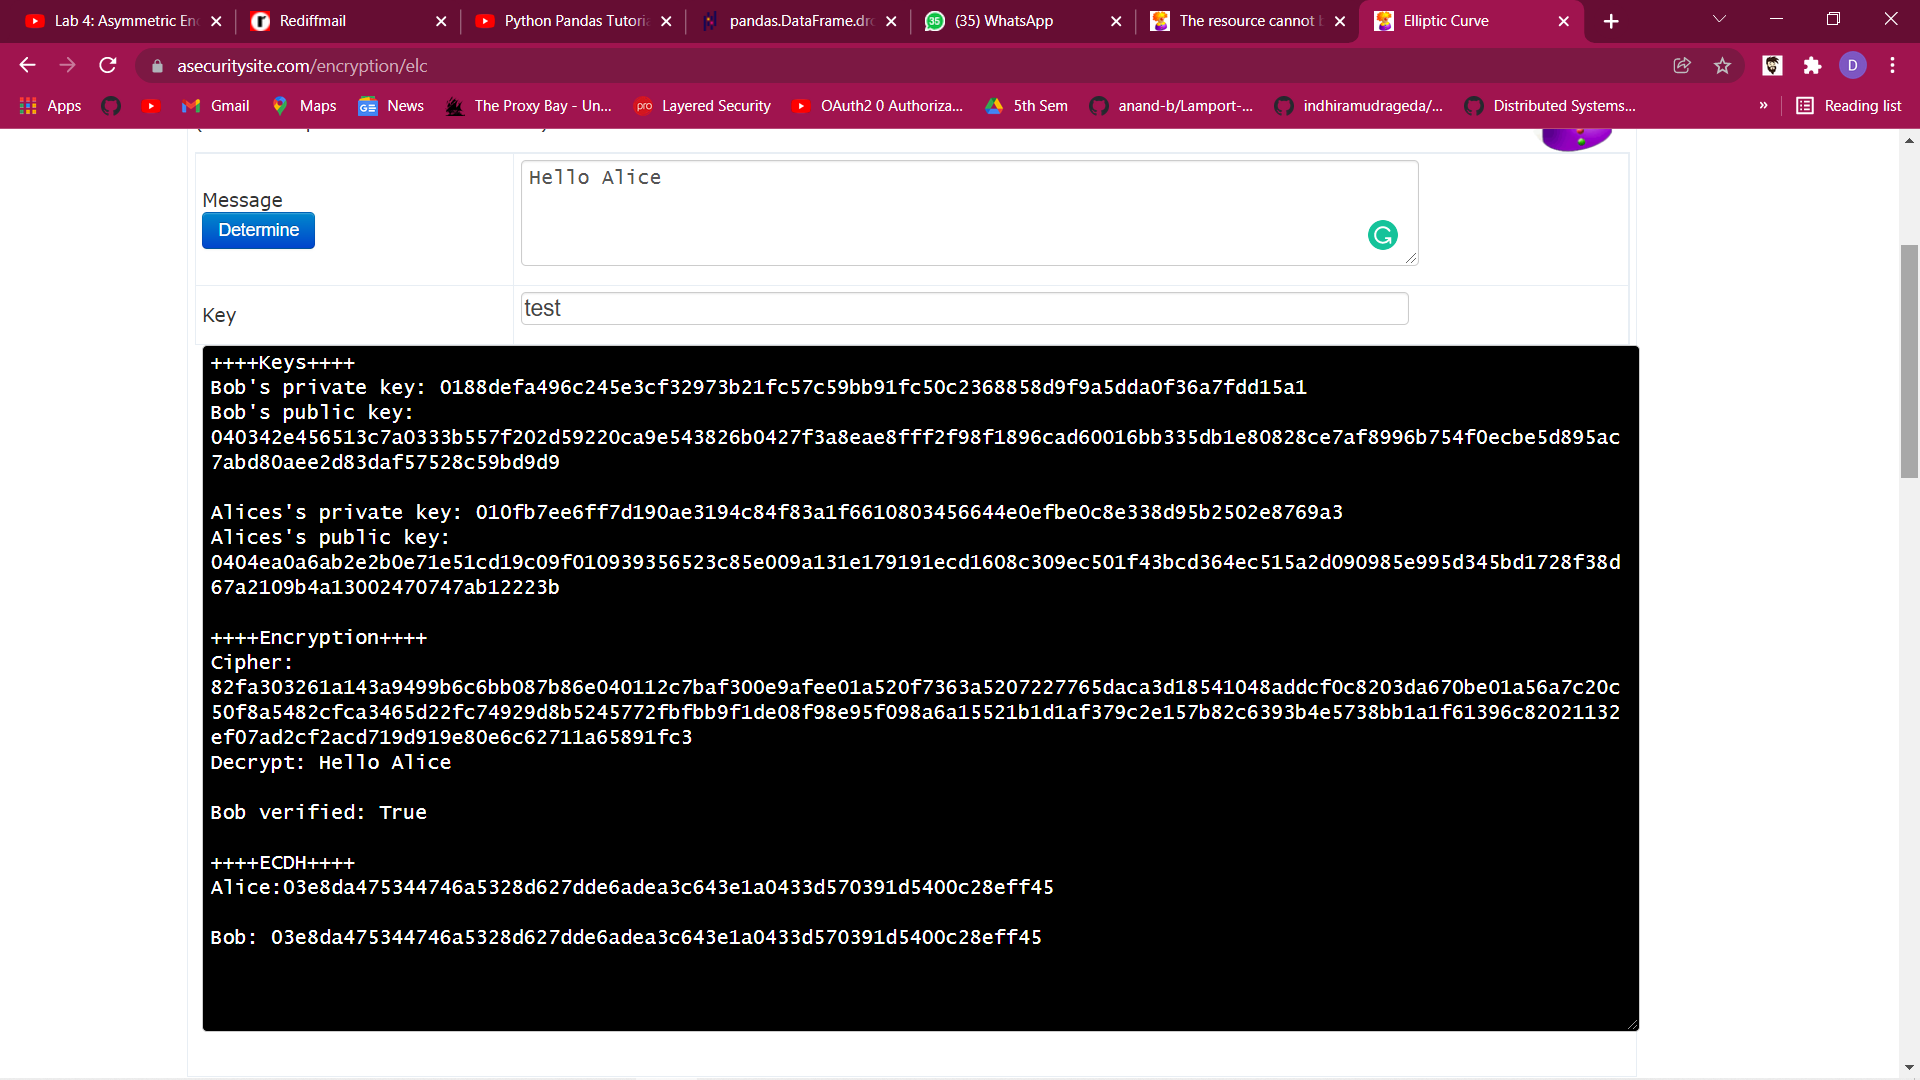 Lab 4: Asymmetric En
Rediffmail
Python Pandas Tutoria
pandas.DataFrame.dr
(35) WhatsApp
The resource cannot b
Elliptic Curve
asecuritysite.com/encryption/elc
D
Apps
Gmail
Maps
News
The Proxy Bay - Un...
Layered Security
OAuth2 0 Authoriza...
5th Sem
anand-b/Lamport-...
indhiramudrageda/...
Distributed Systems...
»
Reading list
Message
Determine
Hello Alice
Key
test
++++Keys++++
Bob's private key: 0188defa496c245e3cf32973b21fc57c59bb91fc50c2368858d9f9a5dda0f36a7fdd15a1
Bob's public key:
040342e456513c7a0333b557f202d59220ca9e543826b0427f3a8eae8fff2f98f1896cad60016bb335db1e80828ce7af8996b754f0ecbe5d895ac
7abd80aee2d83daf57528c59bd9d9
Alices's private key: 010fb7ee6ff7d190ae3194c84f83a1f6610803456644e0efbe0c8e338d95b2502e8769a3
Alices's public key:
0404ea0a6ab2e2b0e71e51cd19c09f010939356523c85e009a131e179191ecd1608c309ec501f43bcd364ec515a2d090985e995d345bd1728f38d
67a2109b4a13002470747ab12223b
++++Encryption++++
Cipher:
82fa303261a143a9499b6c6bb087b86e040112c7baf300e9afee01a520f7363a5207227765daca3d18541048addcf0c8203da670be01a56a7c20c
50f8a5482cfca3465d22fc74929d8b5245772fbfbb9f1de08f98e95f098a6a15521b1d1af379c2e157b82c6393b4e5738bb1a1f61396c82021132
ef07ad2cf2acd719d919e80e6c62711a65891fc3
Decrypt: Hello Alice
Bob verified: True
++++ECDH++++
Alice:03e8da475344746a5328d627dde6adea3c643e1a0433d570391d5400c28eff45
Bob: 03e8da475344746a5328d627dde6adea3c643e1a0433d570391d5400c28eff45